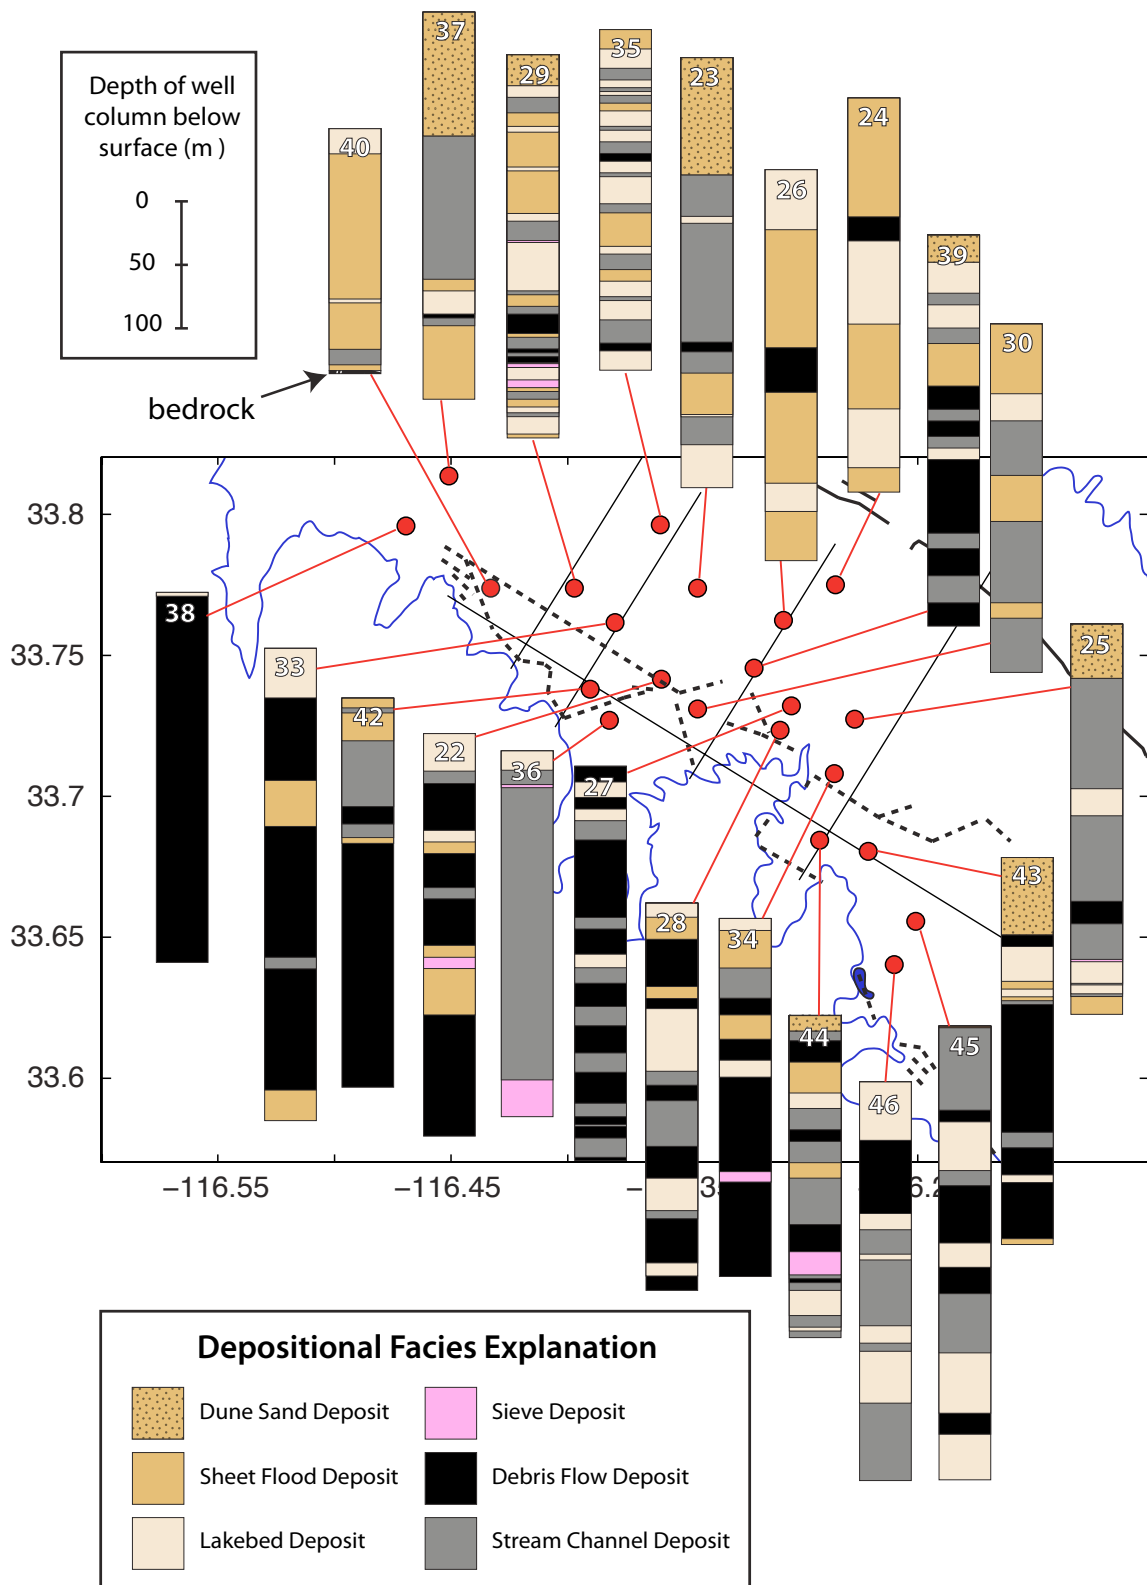 37
35
29
23
Depth of well
column below
surface (m )
0
50
100
40
24
26
39
30
bedrock
33.8
38
33.75
33
25
42
22
36
27
33.7
43
28
34
33.65
44
45
46
33.6
−116.55
−116.45
Depositional Facies Explanation
Dune Sand Deposit
Sieve Deposit
Sheet Flood Deposit
Debris Flow Deposit
Lakebed Deposit
Stream Channel Deposit